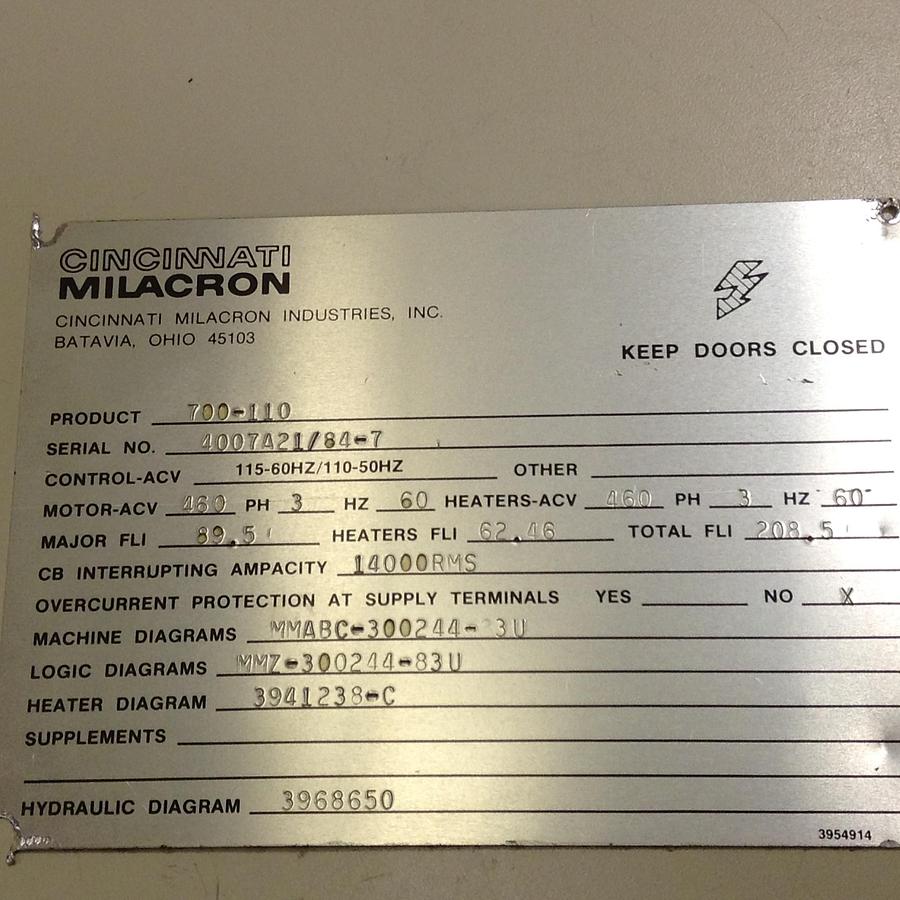 CINCINNATI
MILACRON
CINCINNATI MILACRON INDUSTRIES, INC.
BATAVIA, OHIO 45103
KEEP DOORS CLOSED
PRODUCT 700-110
SERIAL NO. 4007A21/84-7
CONTROL-ACV 115-60HZ/110-50HZ OTHER
MOTOR-ACV 460 PH 3 HZ 60 HEATERS-ACV 460 PH 3 HZ 60
MAJOR FLI 89.5 HEATERS FLI 62.46 TOTAL FLI 208.5
CB INTERRUPTING AMPACITY 14000RMS
OVERCURRENT PROTECTION AT SUPPLY TERMINALS YES NO X
MACHINE DIAGRAMS
LOGIC DIAGRAMS MMZ-300244-83U
HEATER DIAGRAM 3941238-C
SUPPLEMENTS
HYDRAULIC DIAGRAM 3968650
3954914